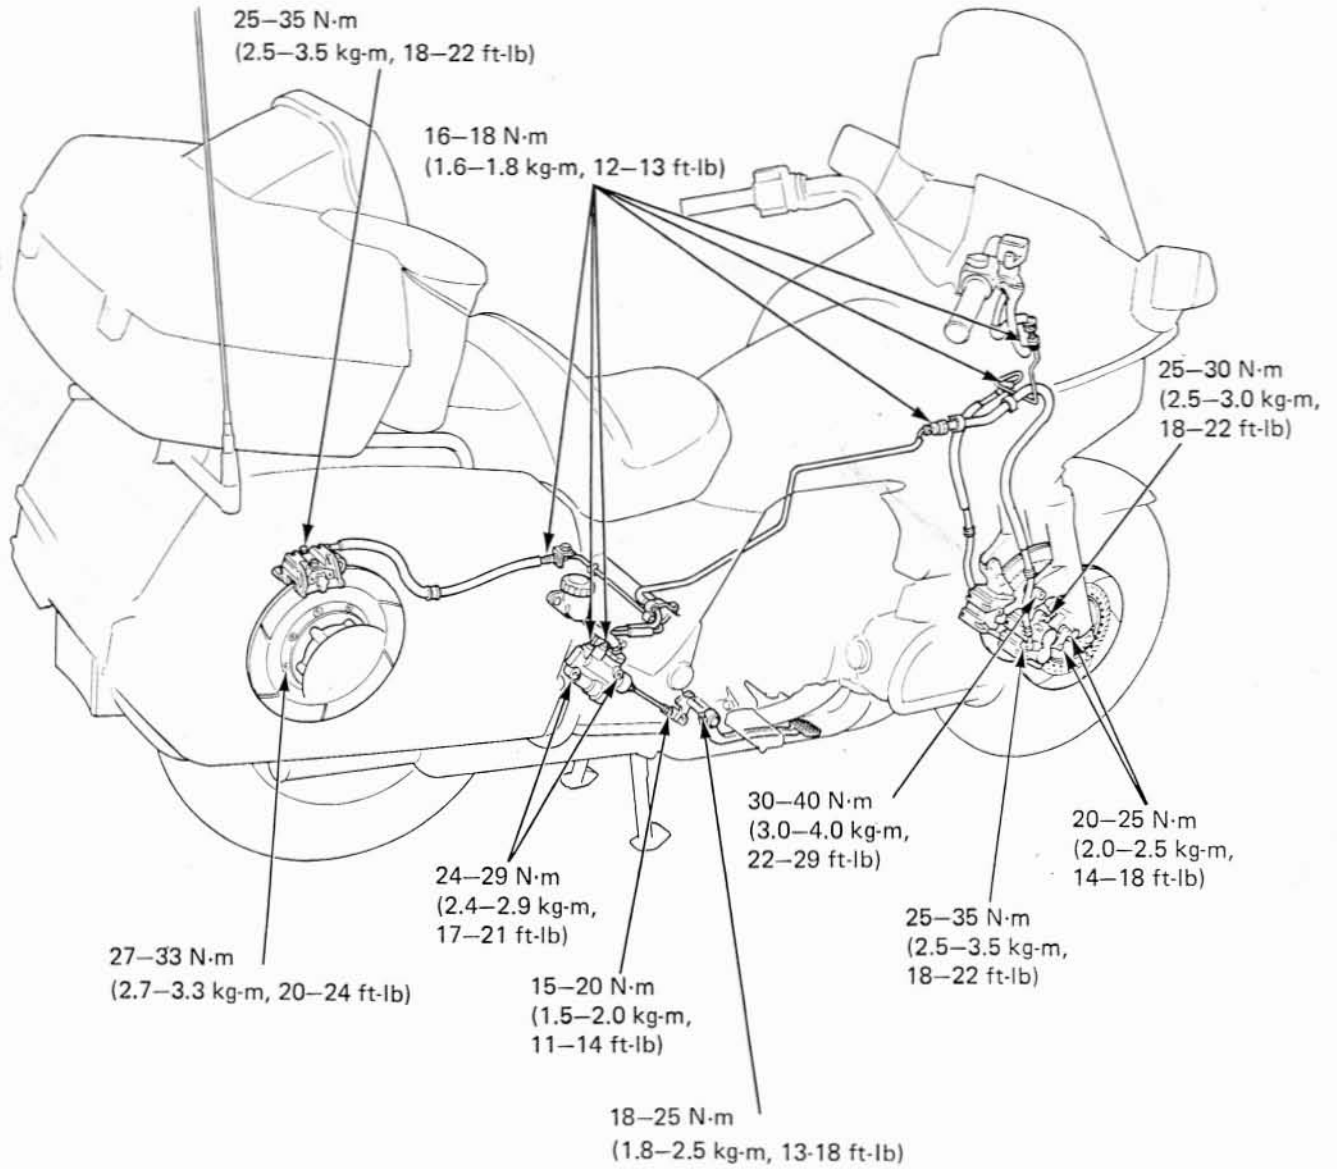 25–35 N·m
(2.5–3.5 kg-m, 18–22 ft-lb)
16–18 N·m
(1.6–1.8 kg-m, 12–13 ft-lb)
25–30 N·m
(2.5–3.0 kg-m,
18–22 ft-lb)
30–40 N·m
(3.0–4.0 kg-m,
22–29 ft-lb)
20–25 N·m
(2.0–2.5 kg-m,
14–18 ft-lb)
24–29 N·m
(2.4–2.9 kg-m,
17–21 ft-lb)
25–35 N·m
(2.5–3.5 kg-m,
18–22 ft-lb)
27–33 N·m
(2.7–3.3 kg-m, 20–24 ft-lb)
15–20 N·m
(1.5–2.0 kg-m,
11–14 ft-lb)
18–25 N·m
(1.8–2.5 kg-m, 13-18 ft-lb)